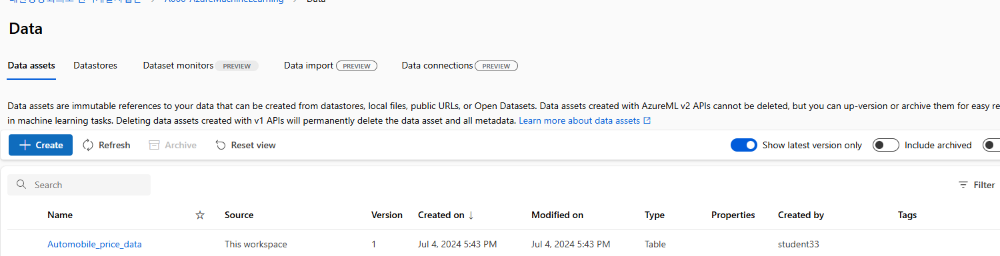 A000-AzureMachineLearning > Data
Data
Data assets Datastores Dataset monitors PREVIEW Data import PREVIEW Data connections PREVIEW
Data assets are immutable references to your data that can be created from datastores, local files, public URLs, or Open Datasets. Data assets created with AzureML v2 APIs cannot be deleted, but you can up-version or archive them for easy re
in machine learning tasks. Deleting data assets created with v1 APIs will permanently delete the data asset and all metadata. Learn more about data assets
+ Create Refresh Archive Reset view Show latest version only Include archived
Search Filter
Name Source Version Created on ↓ Modified on Type Properties Created by Tags
Automobile_price_data This workspace 1 Jul 4, 2024 5:43 PM Jul 4, 2024 5:43 PM Table student33